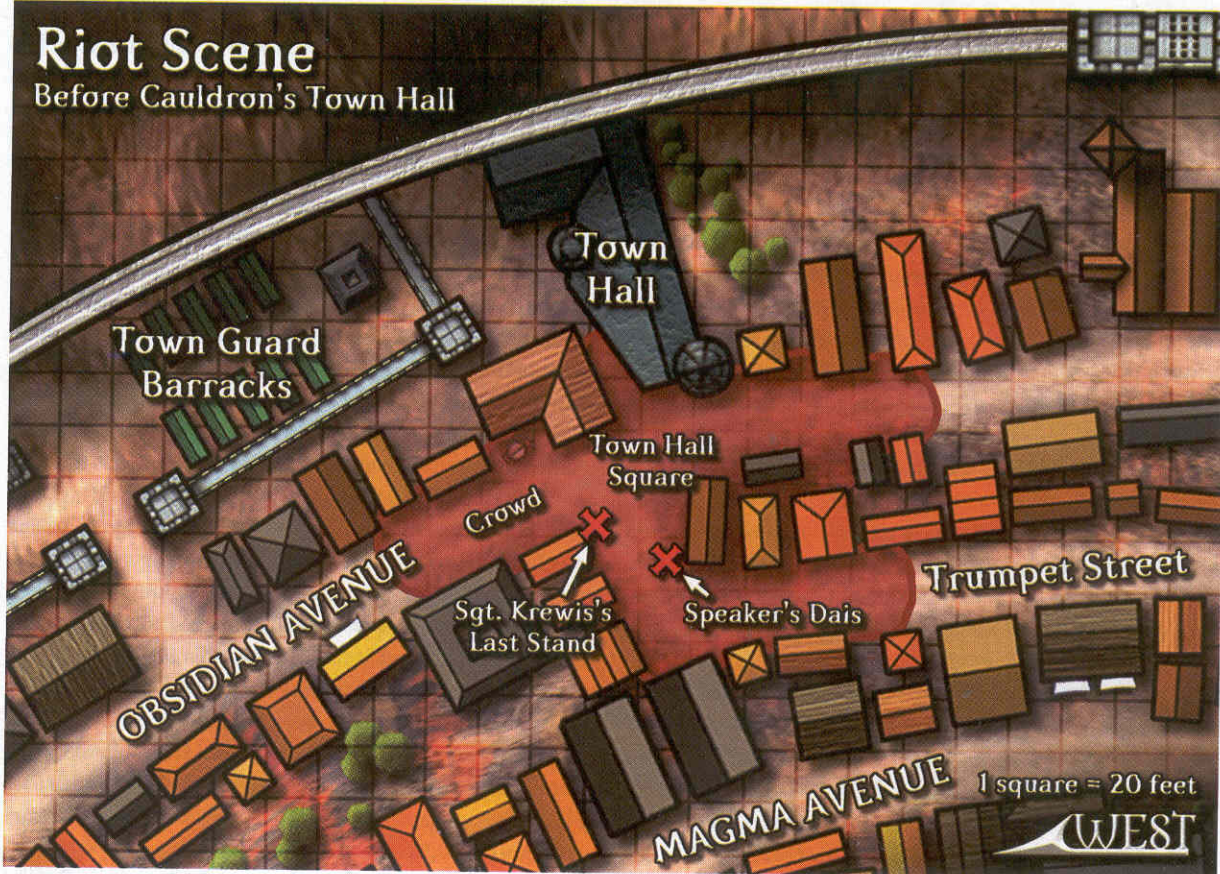 Riot Scene
Before Cauldron's Town Hall
Town
Hall
Town Guard
Barracks
Town Hall
Square
Crowd
OBSIDIAN AVENUE
Sgt. Krewis's
Last Stand
Speaker's Dais
Trumpet Street
MAGMA AVENUE
1 square = 20 feet
WEST